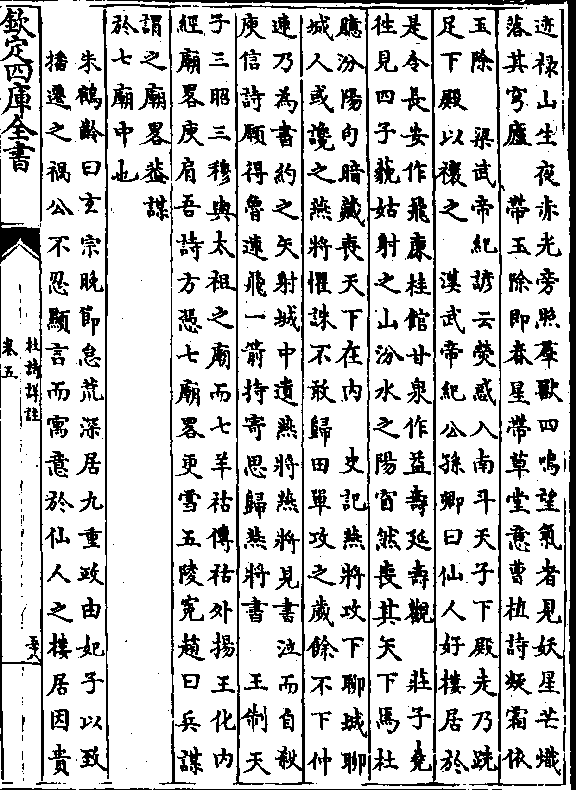 迹祿山生夜赤光旁照羣獸四鳴望氣者見妖星芒熾
落其穹廬　帶玉除即春星帶草堂意曹植詩凝霜依
玉除　梁武帝紀諺云熒惑入南斗天子下殿走乃跣
足下殿以禳之　漢武帝紀公孫卿曰仙人好樓居於
是令長安作飛廉桂館甘泉作益壽延壽觀　莊子堯
徃見四子藐姑射之山汾水之陽窅然喪其天下焉杜
臆汾陽句暗藏喪天下在内　史記燕將攻下聊城聊
城人或讒之燕將懼誅不敢歸田單攻之歲餘不下仲
連乃為書約之矢射城中遺燕將燕將見書泣而自殺
庾信詩願得魯連飛一箭持寄思歸燕將書　王制天
子三昭三穆與太祖之廟而七羊祜傳祜外揚王化内
經廟畧庾肩吾詩方憑七廟畧更雪五陵寃趙曰兵謀
謂之廟畧葢謀
於七廟中也
朱鶴齡曰玄宗晚節怠荒深居九重政由妃子以致
播遷之禍公不忍顯言而寓意於仙人之樓居因貴
欽定四庫全書
杜詩詳註
卷五